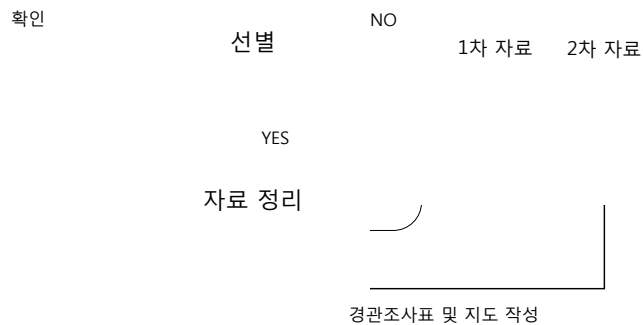 확인
NO
선별
1차 자료
2차 자료
YES
자료 정리
경관조사표 및 지도 작성